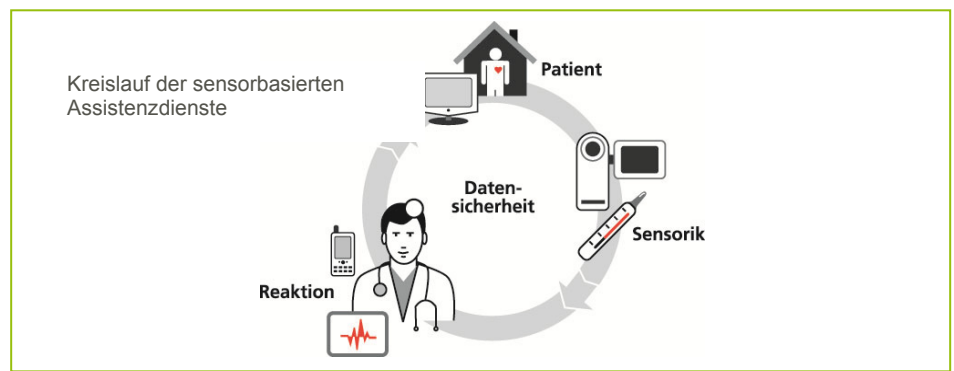 Kreislauf der sensorbasierten
Assistenzdienste
Patient
Daten-
sicherheit
Sensorik
Reaktion